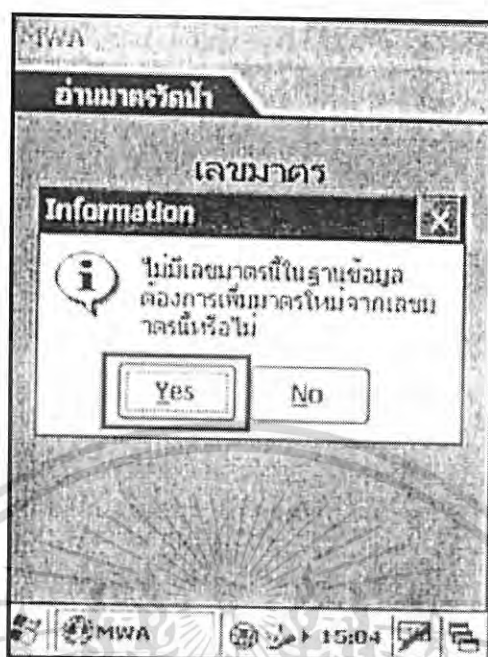 MWA
อ่านมาตรวัดน้ำ
เลขมาตร
Information
ไม่มีเลขมาตรนี้ในฐานข้อมูล
ต้องการเพิ่มมาตรใหม่จากเลขม
าตรนี้หรือไม่
Yes No
MWA 15:04